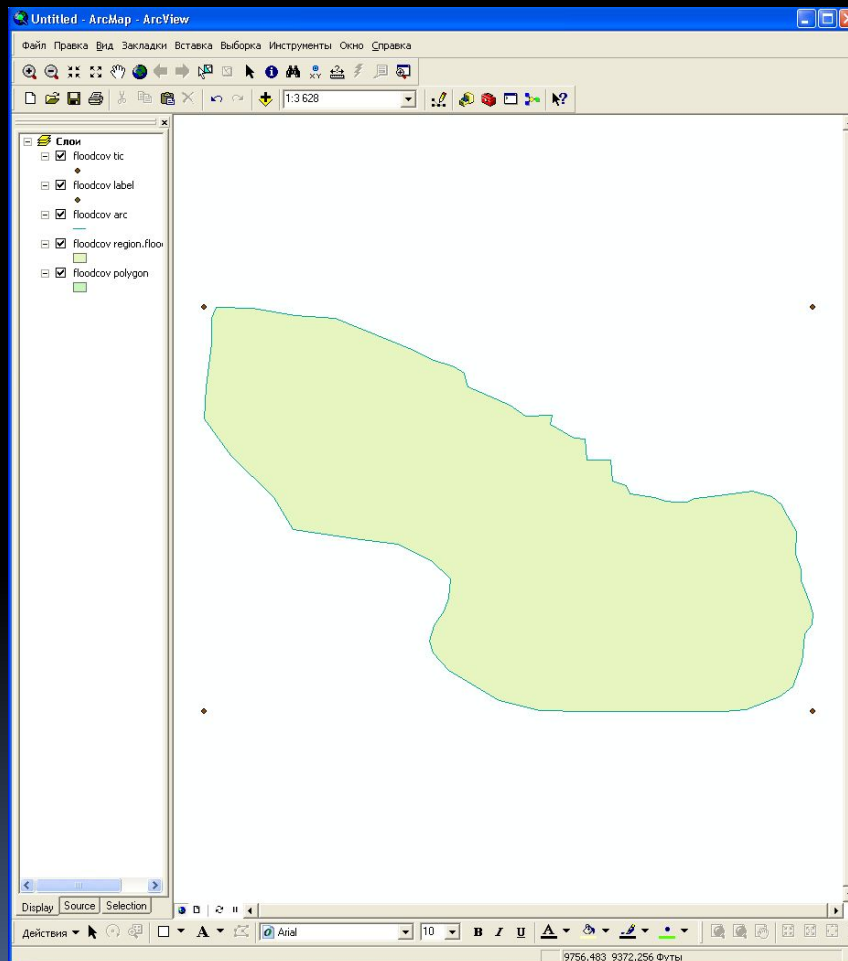 Untitled - ArcMap - ArcView
Файл Правка Вид Закладки Вставка Выборка Инструменты Окно Справка
1:3 628
Слои
floodcov tic
floodcov label
floodcov arc
floodcov region.floo
floodcov polygon
Display Source Selection
Действия A Arial 10 B I U A
9756.483 9372.256 Футы